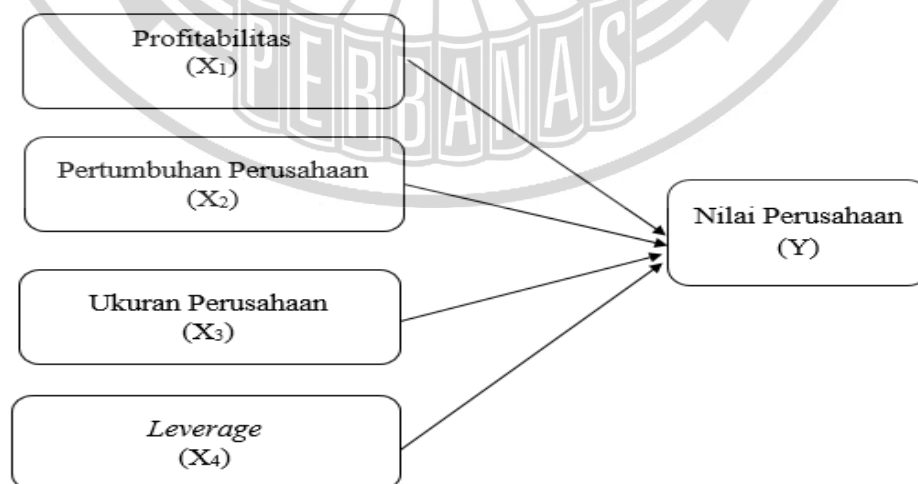 Profitabilitas
(X₁)
PERBANAS
Pertumbuhan Perusahaan
(X₂)
Nilai Perusahaan
(Y)
Ukuran Perusahaan
(X₃)
Leverage
(X₄)